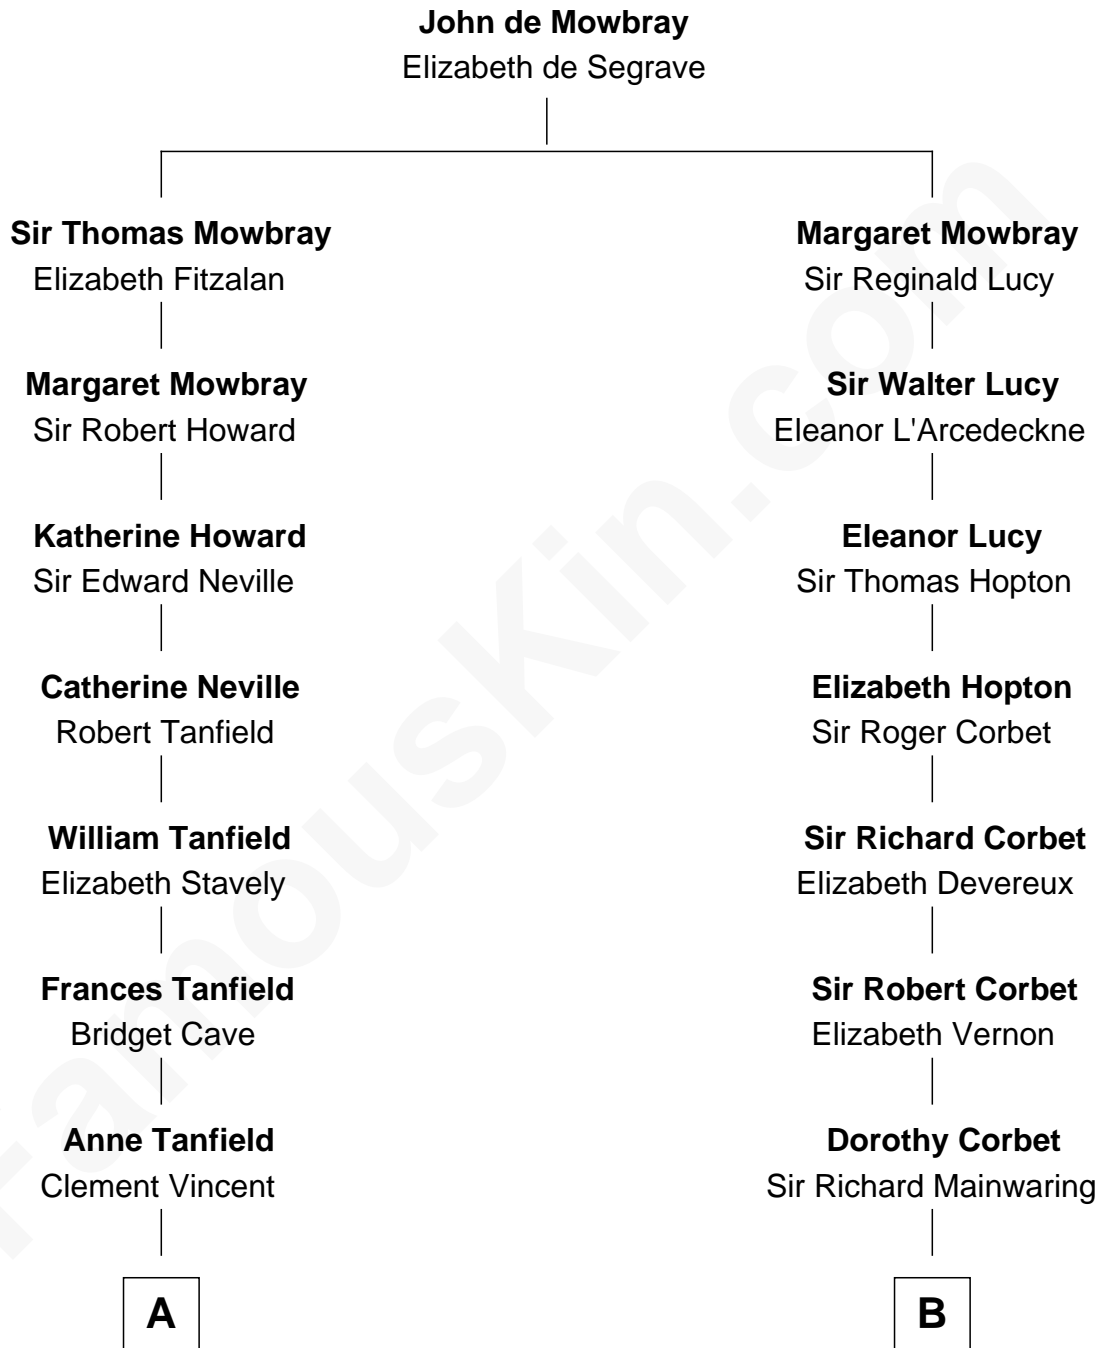 John de Mowbray
Elizabeth de Segrave
Sir Thomas Mowbray
Elizabeth Fitzalan
Margaret Mowbray
Sir Reginald Lucy
Margaret Mowbray
Sir Robert Howard
Sir Walter Lucy
Eleanor L'Arcedeckne
Katherine Howard
Sir Edward Neville
Eleanor Lucy
Sir Thomas Hopton
Catherine Neville
Robert Tanfield
Elizabeth Hopton
Sir Roger Corbet
William Tanfield
Elizabeth Stavely
Sir Richard Corbet
Elizabeth Devereux
Frances Tanfield
Bridget Cave
Sir Robert Corbet
Elizabeth Vernon
Anne Tanfield
Clement Vincent
Dorothy Corbet
Sir Richard Mainwaring
A
B
FamousKin.com